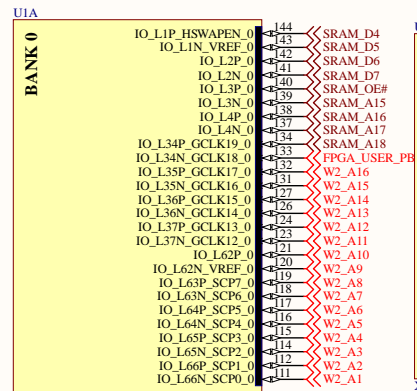 U1A
BANK 0
IO_L1P_HSWAPEN_0 144 SRAM_D4
IO_L1N_VREF_0 143 SRAM_D5
IO_L2P_0 142 SRAM_D6
IO_L2N_0 141 SRAM_D7
IO_L3P_0 140 SRAM_OE#
IO_L3N_0 139 SRAM_A15
IO_L4P_0 138 SRAM_A16
IO_L4N_0 137 SRAM_A17
IO_L34P_GCLK19_0 134 SRAM_A18
IO_L34N_GCLK18_0 133 FPGA_USER_PB
IO_L35P_GCLK17_0 132 W2_A16
IO_L35N_GCLK16_0 131 W2_A15
IO_L36P_GCLK15_0 127 W2_A14
IO_L36N_GCLK14_0 126 W2_A13
IO_L37P_GCLK13_0 124 W2_A12
IO_L37N_GCLK12_0 123 W2_A11
IO_L62P_0 121 W2_A10
IO_L62N_VREF_0 120 W2_A9
IO_L63P_SCP7_0 119 W2_A8
IO_L63N_SCP6_0 118 W2_A7
IO_L64P_SCP5_0 117 W2_A6
IO_L64N_SCP4_0 116 W2_A5
IO_L65P_SCP3_0 115 W2_A4
IO_L65N_SCP2_0 114 W2_A3
IO_L66P_SCP1_0 112 W2_A2
IO_L66N_SCP0_0 111 W2_A1